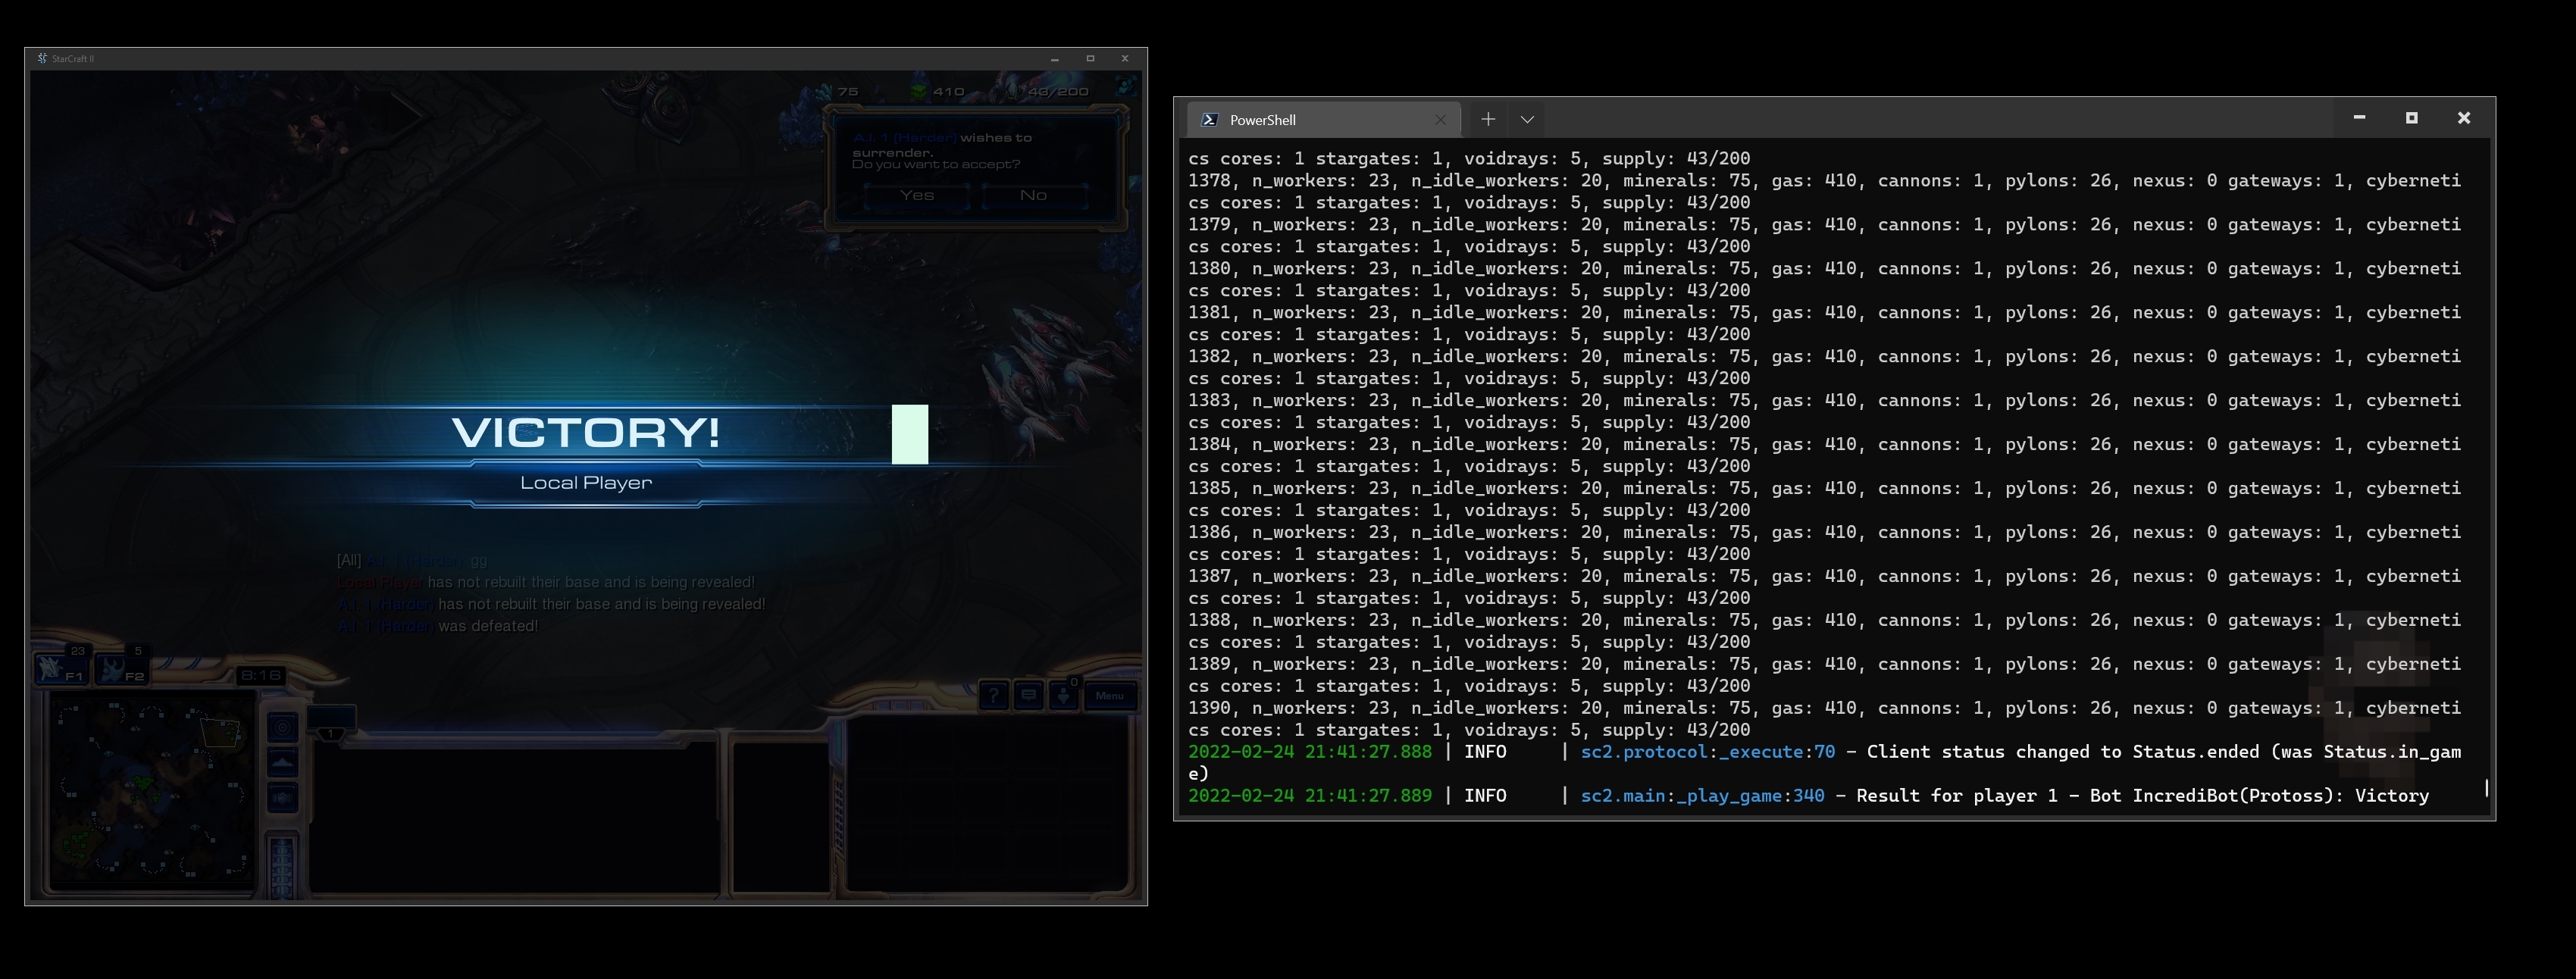 StarCraft II
75 410 43/200
A.I. 1 (Harder) wishes to
surrender.
Do you want to accept?
Yes No
VICTORY!
Local Player
[All] A.I. 1 (Harder): gg
Local Player has not rebuilt their base and is being revealed!
A.I. 1 (Harder) has not rebuilt their base and is being revealed!
A.I. 1 (Harder) was defeated!
23 5
F1 F2
8:16
1
0
? Menu
PowerShell
cs cores: 1 stargates: 1, voidrays: 5, supply: 43/200
1378, n_workers: 23, n_idle_workers: 20, minerals: 75, gas: 410, cannons: 1, pylons: 26, nexus: 0 gateways: 1, cyberneti
cs cores: 1 stargates: 1, voidrays: 5, supply: 43/200
1379, n_workers: 23, n_idle_workers: 20, minerals: 75, gas: 410, cannons: 1, pylons: 26, nexus: 0 gateways: 1, cyberneti
cs cores: 1 stargates: 1, voidrays: 5, supply: 43/200
1380, n_workers: 23, n_idle_workers: 20, minerals: 75, gas: 410, cannons: 1, pylons: 26, nexus: 0 gateways: 1, cyberneti
cs cores: 1 stargates: 1, voidrays: 5, supply: 43/200
1381, n_workers: 23, n_idle_workers: 20, minerals: 75, gas: 410, cannons: 1, pylons: 26, nexus: 0 gateways: 1, cyberneti
cs cores: 1 stargates: 1, voidrays: 5, supply: 43/200
1382, n_workers: 23, n_idle_workers: 20, minerals: 75, gas: 410, cannons: 1, pylons: 26, nexus: 0 gateways: 1, cyberneti
cs cores: 1 stargates: 1, voidrays: 5, supply: 43/200
1383, n_workers: 23, n_idle_workers: 20, minerals: 75, gas: 410, cannons: 1, pylons: 26, nexus: 0 gateways: 1, cyberneti
cs cores: 1 stargates: 1, voidrays: 5, supply: 43/200
1384, n_workers: 23, n_idle_workers: 20, minerals: 75, gas: 410, cannons: 1, pylons: 26, nexus: 0 gateways: 1, cyberneti
cs cores: 1 stargates: 1, voidrays: 5, supply: 43/200
1385, n_workers: 23, n_idle_workers: 20, minerals: 75, gas: 410, cannons: 1, pylons: 26, nexus: 0 gateways: 1, cyberneti
cs cores: 1 stargates: 1, voidrays: 5, supply: 43/200
1386, n_workers: 23, n_idle_workers: 20, minerals: 75, gas: 410, cannons: 1, pylons: 26, nexus: 0 gateways: 1, cyberneti
cs cores: 1 stargates: 1, voidrays: 5, supply: 43/200
1387, n_workers: 23, n_idle_workers: 20, minerals: 75, gas: 410, cannons: 1, pylons: 26, nexus: 0 gateways: 1, cyberneti
cs cores: 1 stargates: 1, voidrays: 5, supply: 43/200
1388, n_workers: 23, n_idle_workers: 20, minerals: 75, gas: 410, cannons: 1, pylons: 26, nexus: 0 gateways: 1, cyberneti
cs cores: 1 stargates: 1, voidrays: 5, supply: 43/200
1389, n_workers: 23, n_idle_workers: 20, minerals: 75, gas: 410, cannons: 1, pylons: 26, nexus: 0 gateways: 1, cyberneti
cs cores: 1 stargates: 1, voidrays: 5, supply: 43/200
1390, n_workers: 23, n_idle_workers: 20, minerals: 75, gas: 410, cannons: 1, pylons: 26, nexus: 0 gateways: 1, cyberneti
cs cores: 1 stargates: 1, voidrays: 5, supply: 43/200
2022-02-24 21:41:27.888 | INFO | sc2.protocol:_execute:70 - Client status changed to Status.ended (was Status.in_gam
e)
2022-02-24 21:41:27.889 | INFO | sc2.main:_play_game:340 - Result for player 1 - Bot IncrediBot(Protoss): Victory